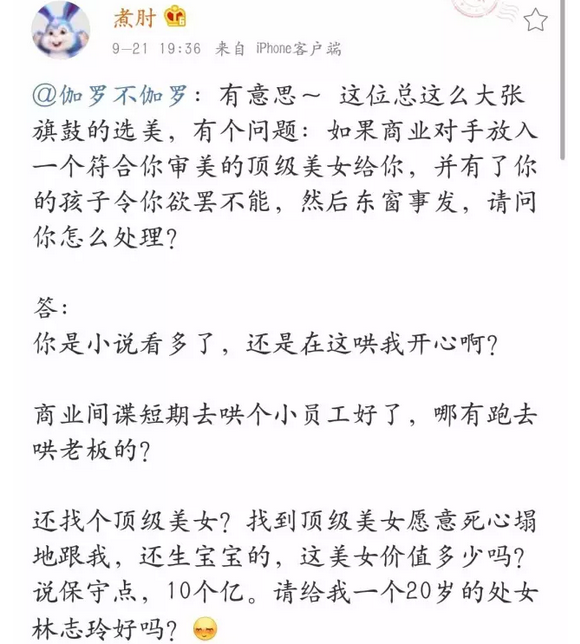 煮肘
9-21 19:36 来自 iPhone客户端
@伽罗不伽罗：有意思～ 这位总这么大张
旗鼓的选美，有个问题：如果商业对手放入
一个符合你审美的顶级美女给你，并有了你
的孩子令你欲罢不能，然后东窗事发，请问
你怎么处理？
答：
你是小说看多了，还是在这哄我开心啊？
商业间谍短期去哄个小员工好了，哪有跑去
哄老板的？
还找个顶级美女？找到顶级美女愿意死心塌
地跟我，还生宝宝的，这美女价值多少吗？
说保守点，10个亿。请给我一个20岁的处女
林志玲好吗？